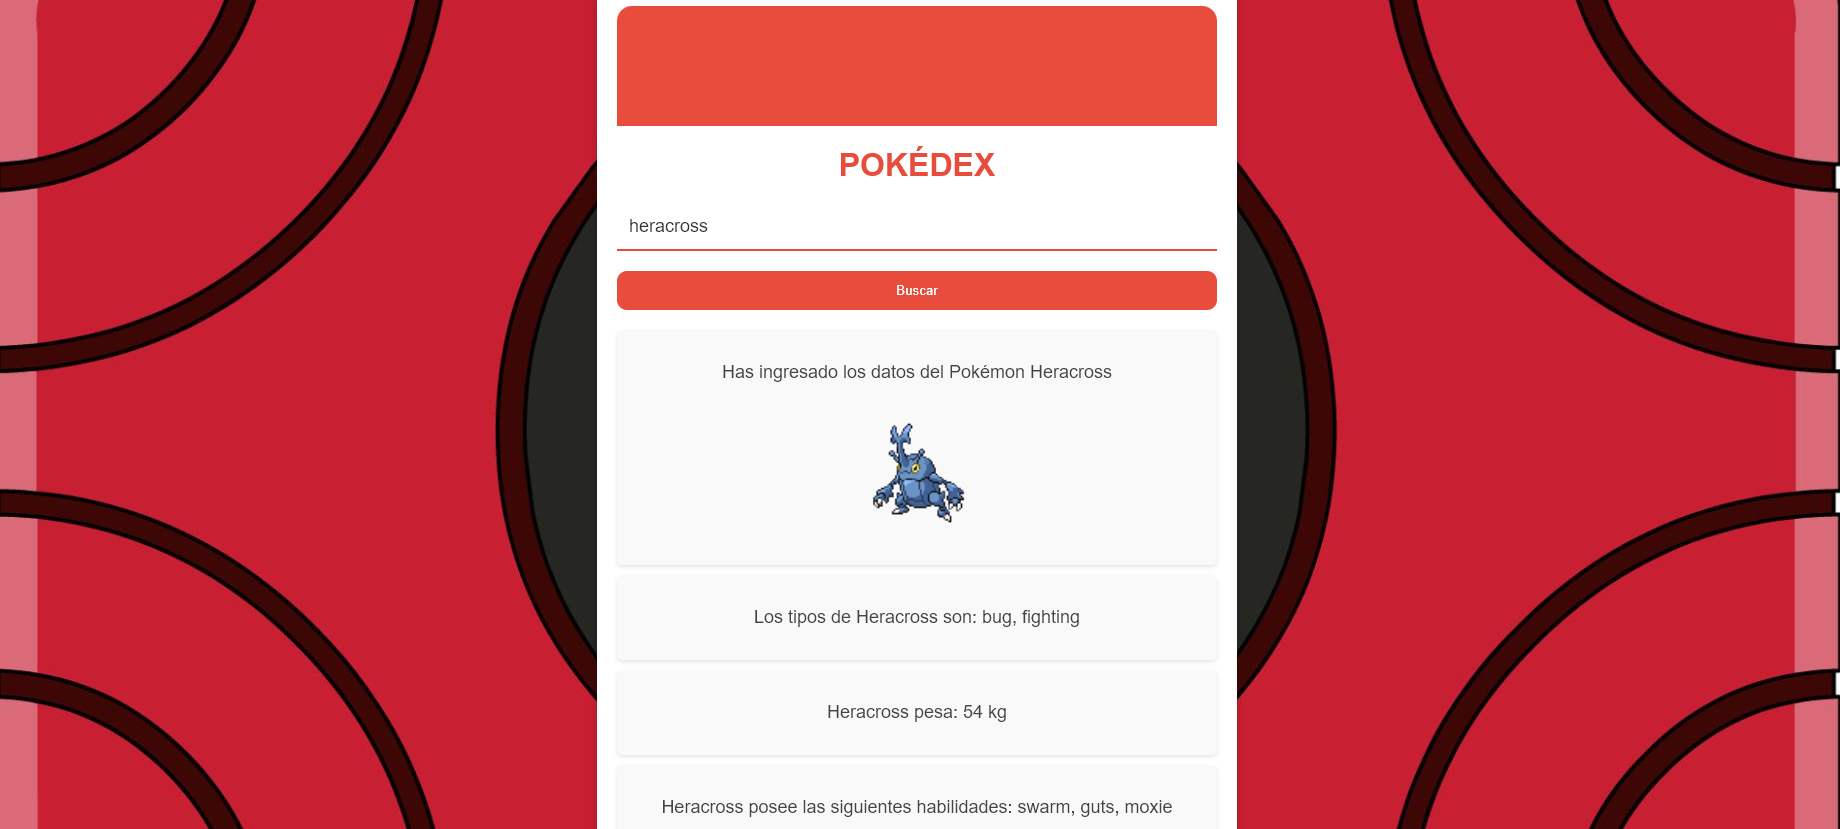 POKÉDEX
heracross
Buscar
Has ingresado los datos del Pokémon Heracross
Los tipos de Heracross son: bug, fighting
Heracross pesa: 54 kg
Heracross posee las siguientes habilidades: swarm, guts, moxie